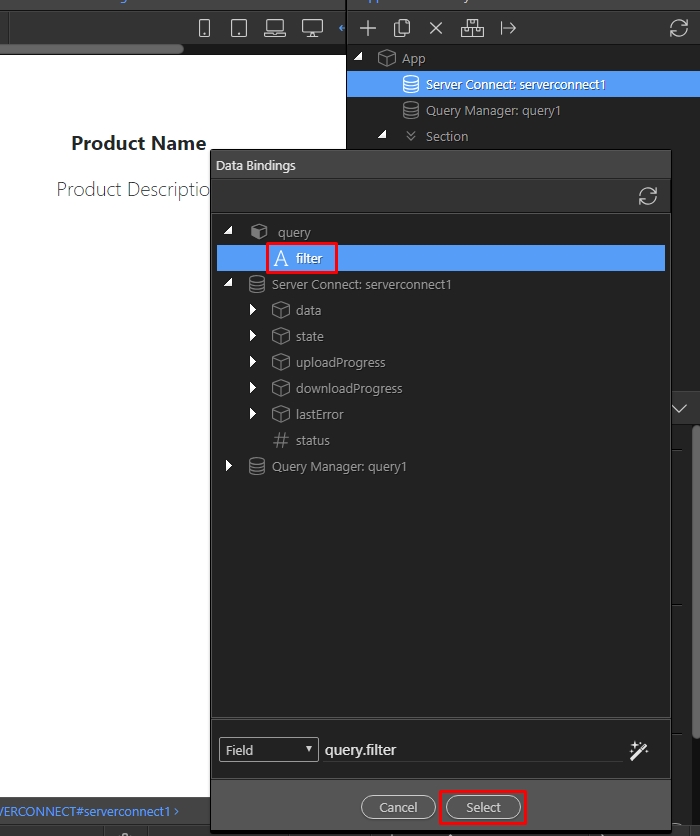 App
Server Connect: serverconnect1
Query Manager: query1
Section
Product Name
Product Descriptio
Data Bindings
query
A filter
Server Connect: serverconnect1
data
state
uploadProgress
downloadProgress
lastError
# status
Query Manager: query1
Field query.filter
VERCONNECT#serverconnect1 >
Cancel Select